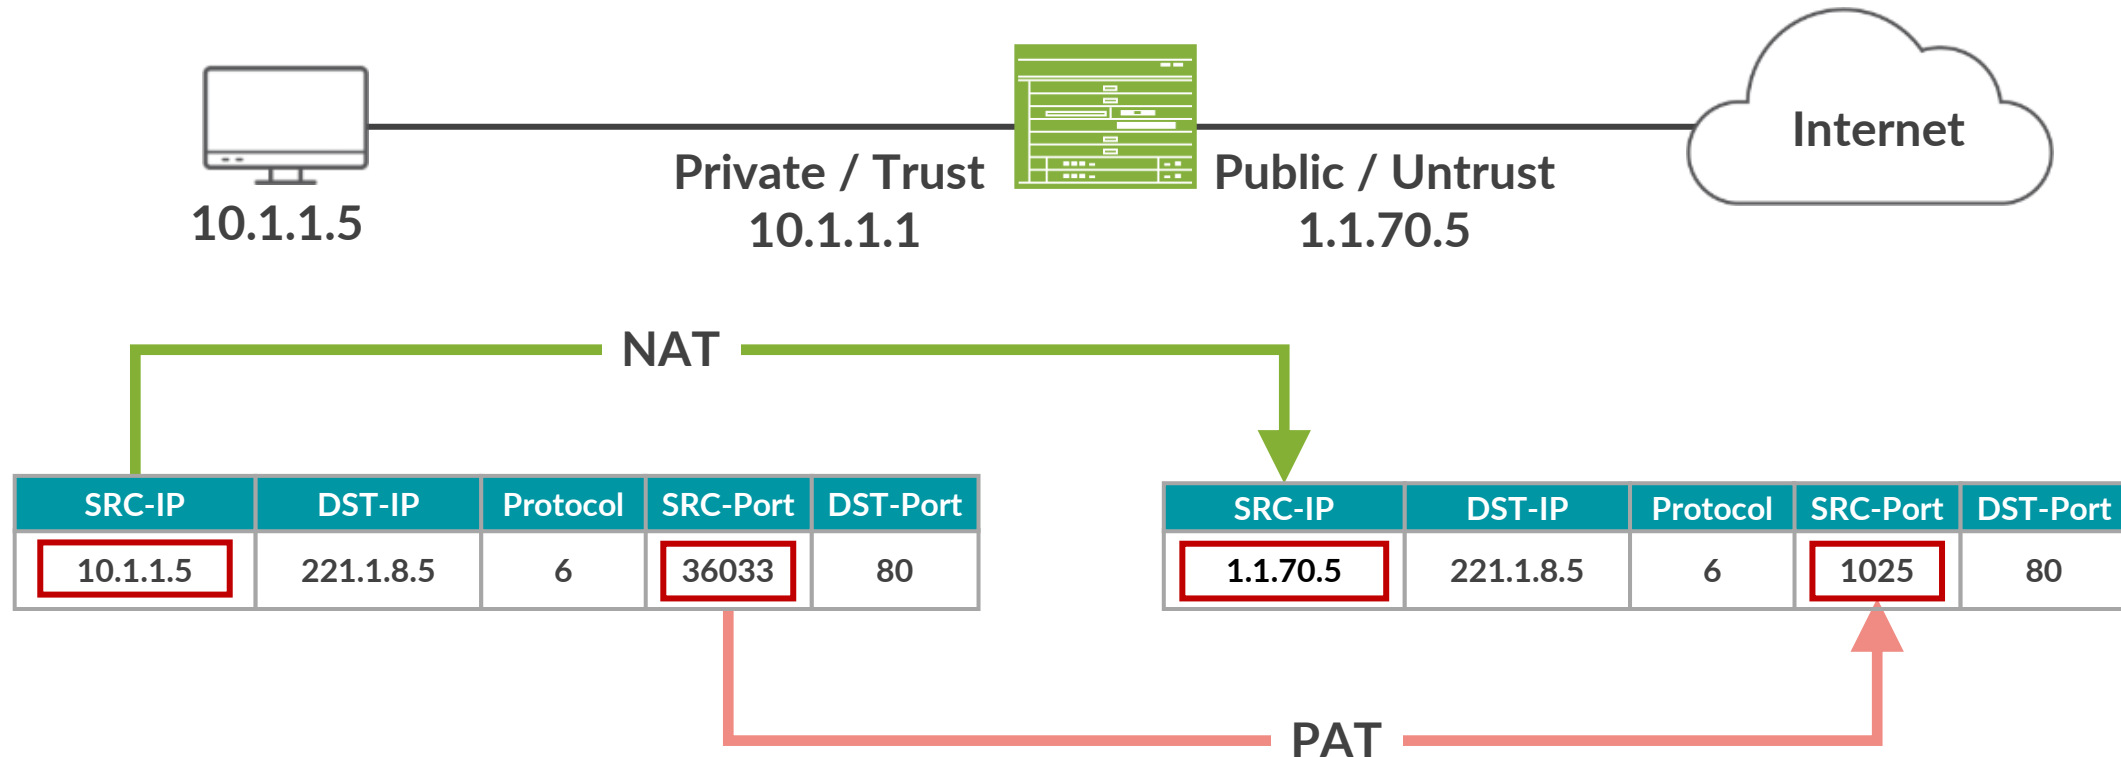 Internet
Private / Trust
10.1.1.1
Public / Untrust
1.1.70.5
10.1.1.5
NAT
SRC-IP DST-IP Protocol SRC-Port DST-Port
10.1.1.5 221.1.8.5 6 36033 80
SRC-IP DST-IP Protocol SRC-Port DST-Port
1.1.70.5 221.1.8.5 6 1025 80
PAT